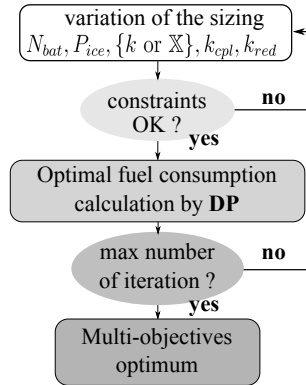 variation of the sizing
N_bat, P_ice, {k or 𝕏}, k_cpl, k_red
constraints
OK ?
no
yes
Optimal fuel consumption
calculation by DP
max number
of iteration ?
no
yes
Multi-objectives
optimum